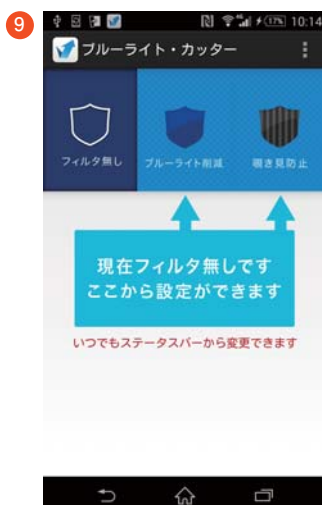 9
17% 10:14
ブルーライト・カッター
フィルタ無し
ブルーライト削減
覗き見防止
現在フィルタ無しです
ここから設定ができます
いつでもステータスバーから変更できます